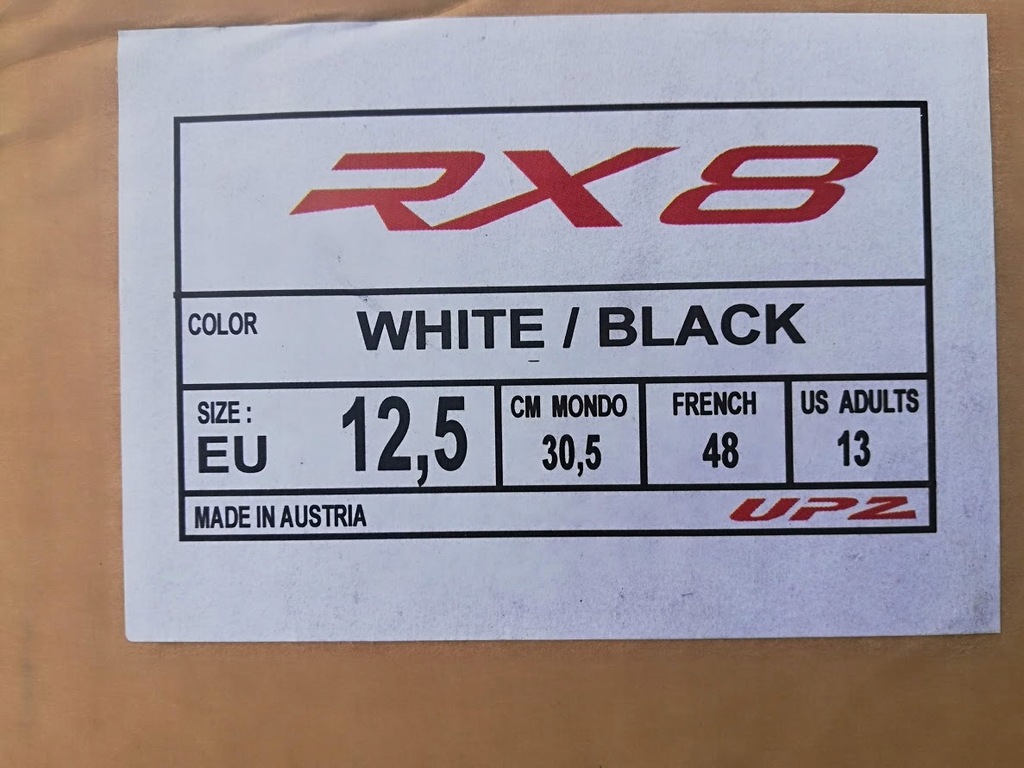 RX8
COLOR WHITE / BLACK
SIZE : EU 12,5
CM MONDO 30,5
FRENCH 48
US ADULTS 13
MADE IN AUSTRIA UPZ